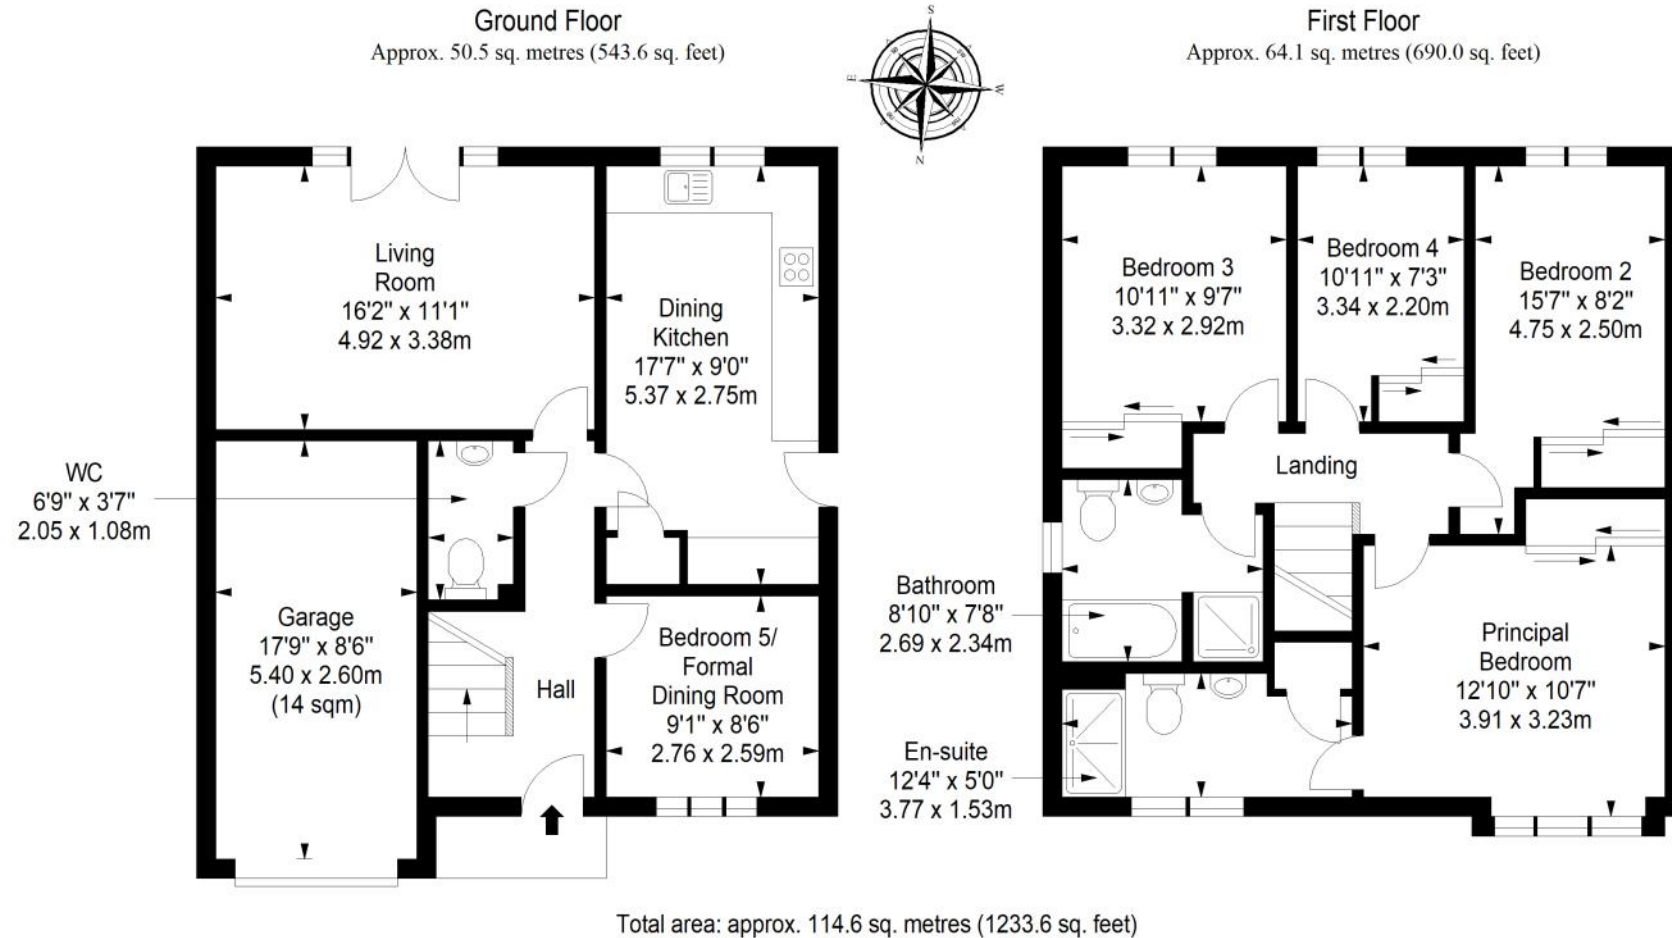 Ground Floor
Approx. 50.5 sq. metres (543.6 sq. feet)
S
E
W
N
First Floor
Approx. 64.1 sq. metres (690.0 sq. feet)
Living
Room
16'2" x 11'1"
4.92 x 3.38m
Dining
Kitchen
17'7" x 9'0"
5.37 x 2.75m
WC
6'9" x 3'7"
2.05 x 1.08m
Garage
17'9" x 8'6"
5.40 x 2.60m
(14 sqm)
Hall
Bedroom 5/
Formal
Dining Room
9'1" x 8'6"
2.76 x 2.59m
Bedroom 3
10'11" x 9'7"
3.32 x 2.92m
Bedroom 4
10'11" x 7'3"
3.34 x 2.20m
Bedroom 2
15'7" x 8'2"
4.75 x 2.50m
Landing
Bathroom
8'10" x 7'8"
2.69 x 2.34m
Principal
Bedroom
12'10" x 10'7"
3.91 x 3.23m
En-suite
12'4" x 5'0"
3.77 x 1.53m
Total area: approx. 114.6 sq. metres (1233.6 sq. feet)